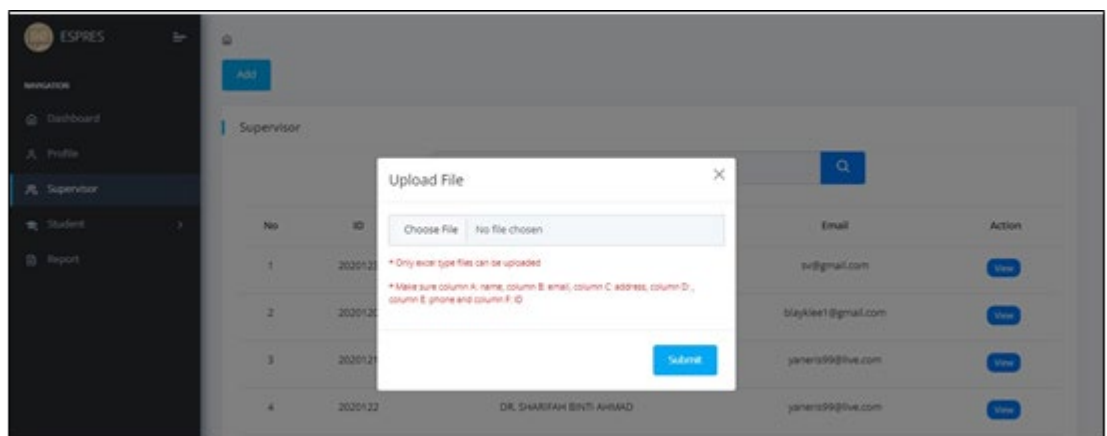 ESPRES
NAVIGATION
Dashboard
Profile
Supervisor
Student
Report
Add
Supervisor
Upload File
Choose File No file chosen
* Only excel type files can be uploaded
* Make sure column A: name, column B: email, column C: address, column D: ,
column E: phone and column F: ID
Submit
No ID Email Action
1 sv@gmail.com View
2 blayklee1@gmail.com View
3 yaneris99@live.com View
4 2020122 DR. SHARIFAH BINTI AHMAD yaneris99@live.com View